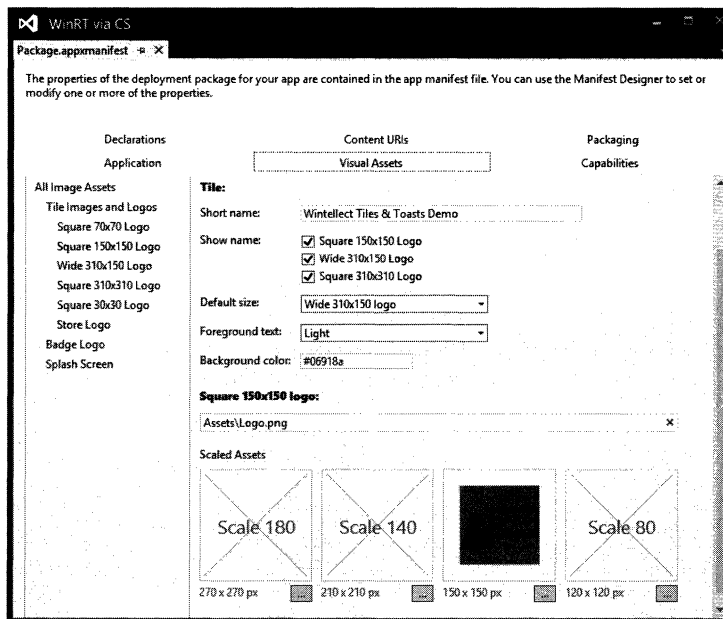 WinRT via CS
Package.appxmanifest
The properties of the deployment package for your app are contained in the app manifest file. You can use the Manifest Designer to set or
modify one or more of the properties.
Declarations
Content URIs
Packaging
Application
Visual Assets
Capabilities
All Image Assets
Tile Images and Logos
Square 70x70 Logo
Square 150x150 Logo
Wide 310x150 Logo
Square 310x310 Logo
Square 30x30 Logo
Store Logo
Badge Logo
Splash Screen
Tile:
Short name: Wintellect Tiles & Toasts Demo
Show name: Square 150x150 Logo
Wide 310x150 Logo
Square 310x310 Logo
Default size: Wide 310x150 logo
Foreground text: Light
Background color: #06918a
Square 150x150 logo:
Assets\Logo.png
Scaled Assets
Scale 180
Scale 140
Scale 80
270 x 270 px ...
210 x 210 px ...
150 x 150 px ...
120 x 120 px ...